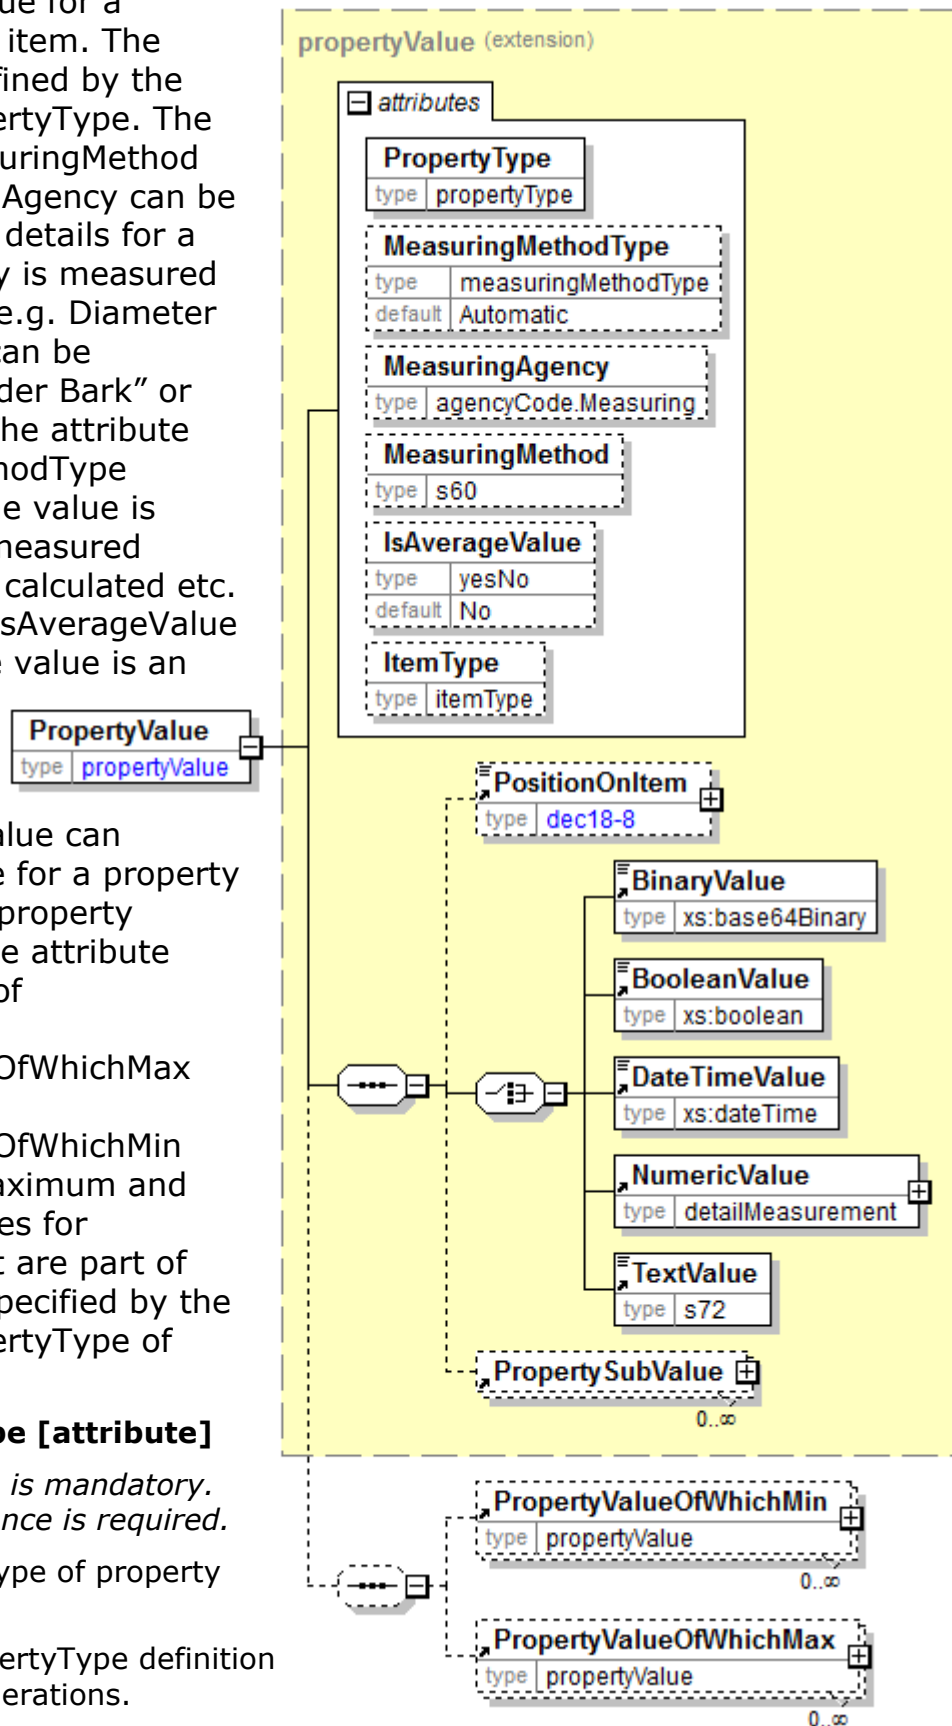 ue for a
item. The
fined by the
ertyType. The
suringMethod
Agency can be
details for a
y is measured
e.g. Diameter
can be
der Bark” or
he attribute
hodType
e value is
measured
calculated etc.
sAverageValue
e value is an
alue can
e for a property
property
e attribute
of
OfWhichMax
OfWhichMin
aximum and
es for
t are part of
specified by the
ertyType of
pe [attribute]
is mandatory.
nce is required.
ype of property
ertyType definition
erations.
PropertyValue
type propertyValue
propertyValue (extension)
attributes
PropertyType
type propertyType
MeasuringMethodType
type measuringMethodType
default Automatic
MeasuringAgency
type agencyCode.Measuring
MeasuringMethod
type s60
IsAverageValue
type yesNo
default No
ItemType
type itemType
PositionOnItem
type dec18-8
BinaryValue
type xs:base64Binary
BooleanValue
type xs:boolean
DateTimeValue
type xs:dateTime
NumericValue
type detailMeasurement
TextValue
type s72
PropertySubValue
0..∞
PropertyValueOfWhichMin
type propertyValue
0..∞
PropertyValueOfWhichMax
type propertyValue
0..∞